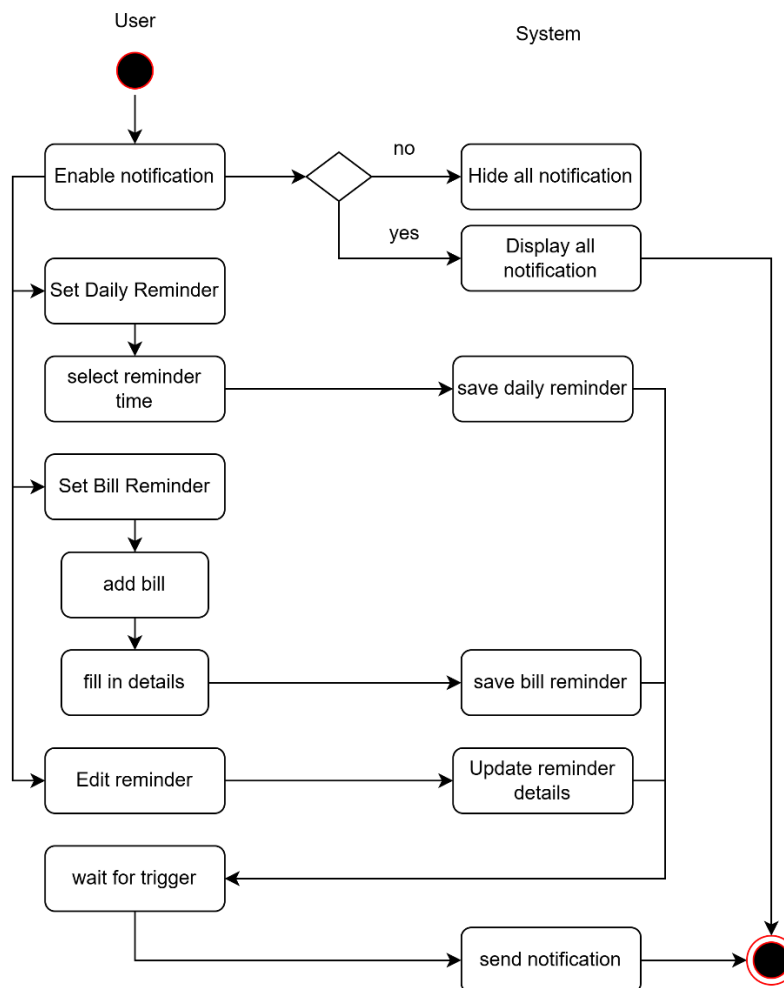 User
System
Enable notification
no
Hide all notification
yes
Display all
notification
Set Daily Reminder
select reminder
time
save daily reminder
Set Bill Reminder
add bill
fill in details
save bill reminder
Edit reminder
Update reminder
details
wait for trigger
send notification